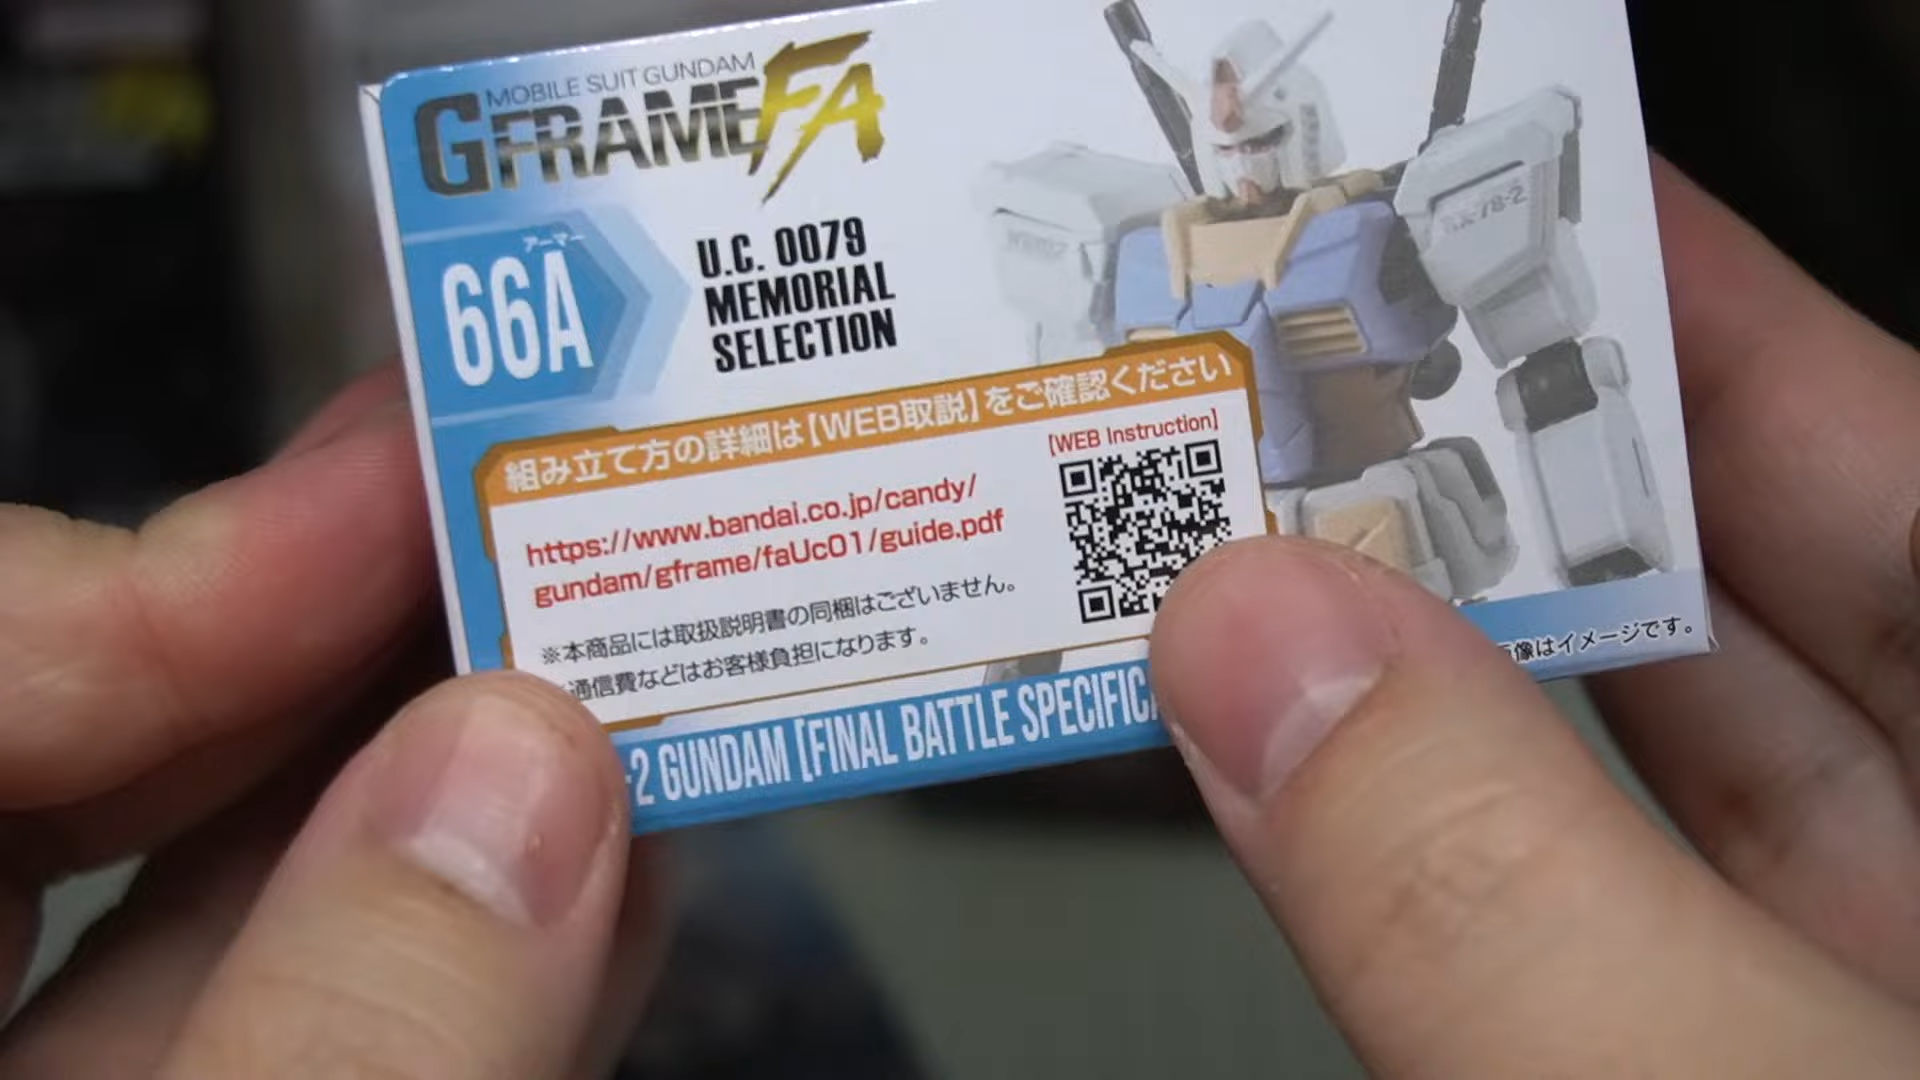 MOBILE SUIT GUNDAM
GFRAMEFA
アーマー
66A
U.C. 0079
MEMORIAL
SELECTION
RX-78-2
組み立て方の詳細は【WEB取説】をご確認ください
[WEB Instruction]
https://www.bandai.co.jp/candy/
gundam/gframe/faUc01/guide.pdf
※本商品には取扱説明書の同梱はございません。
通信費などはお客様負担になります。
-2 GUNDAM [FINAL BATTLE SPECIFICA
像はイメージです。